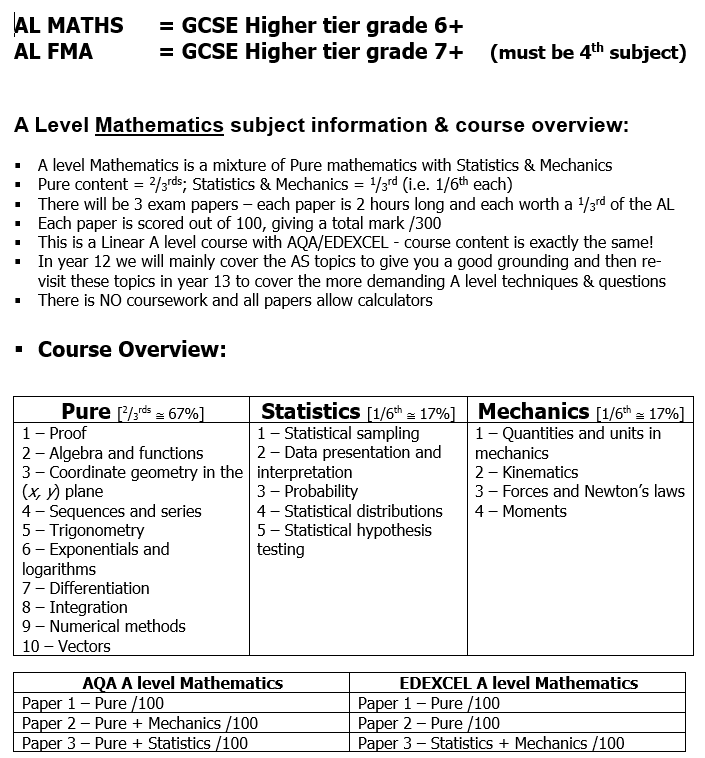 AL MATHS = GCSE Higher tier grade 6+
AL FMA = GCSE Higher tier grade 7+ (must be 4th subject)
A Level Mathematics subject information & course overview:
▪ A level Mathematics is a mixture of Pure mathematics with Statistics & Mechanics
▪ Pure content = 2/3rds; Statistics & Mechanics = 1/3rd (i.e. 1/6th each)
▪ There will be 3 exam papers – each paper is 2 hours long and each worth a 1/3rd of the AL
▪ Each paper is scored out of 100, giving a total mark /300
▪ This is a Linear A level course with AQA/EDEXCEL - course content is exactly the same!
▪ In year 12 we will mainly cover the AS topics to give you a good grounding and then re-
visit these topics in year 13 to cover the more demanding A level techniques & questions
▪ There is NO coursework and all papers allow calculators
▪ Course Overview:
Pure [2/3rds ≅ 67%]
1 – Proof
2 – Algebra and functions
3 – Coordinate geometry in the
(x, y) plane
4 – Sequences and series
5 – Trigonometry
6 – Exponentials and
logarithms
7 – Differentiation
8 – Integration
9 – Numerical methods
10 – Vectors
Statistics [1/6th ≅ 17%]
1 – Statistical sampling
2 – Data presentation and
interpretation
3 – Probability
4 – Statistical distributions
5 – Statistical hypothesis
testing
Mechanics [1/6th ≅ 17%]
1 – Quantities and units in
mechanics
2 – Kinematics
3 – Forces and Newton's laws
4 – Moments
AQA A level Mathematics
Paper 1 – Pure /100
Paper 2 – Pure + Mechanics /100
Paper 3 – Pure + Statistics /100
EDEXCEL A level Mathematics
Paper 1 – Pure /100
Paper 2 – Pure /100
Paper 3 – Statistics + Mechanics /100